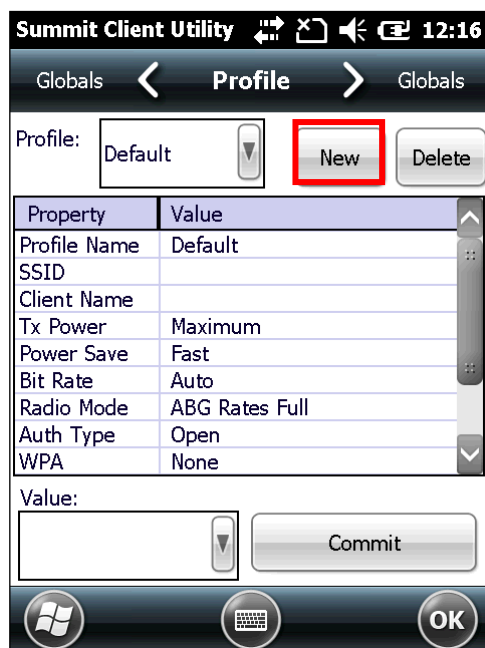 Summit Client Utility 12:16
Globals Profile Globals
Profile: Default New Delete
Property Value
Profile Name Default
SSID
Client Name
Tx Power Maximum
Power Save Fast
Bit Rate Auto
Radio Mode ABG Rates Full
Auth Type Open
WPA None
Value:
Commit
OK